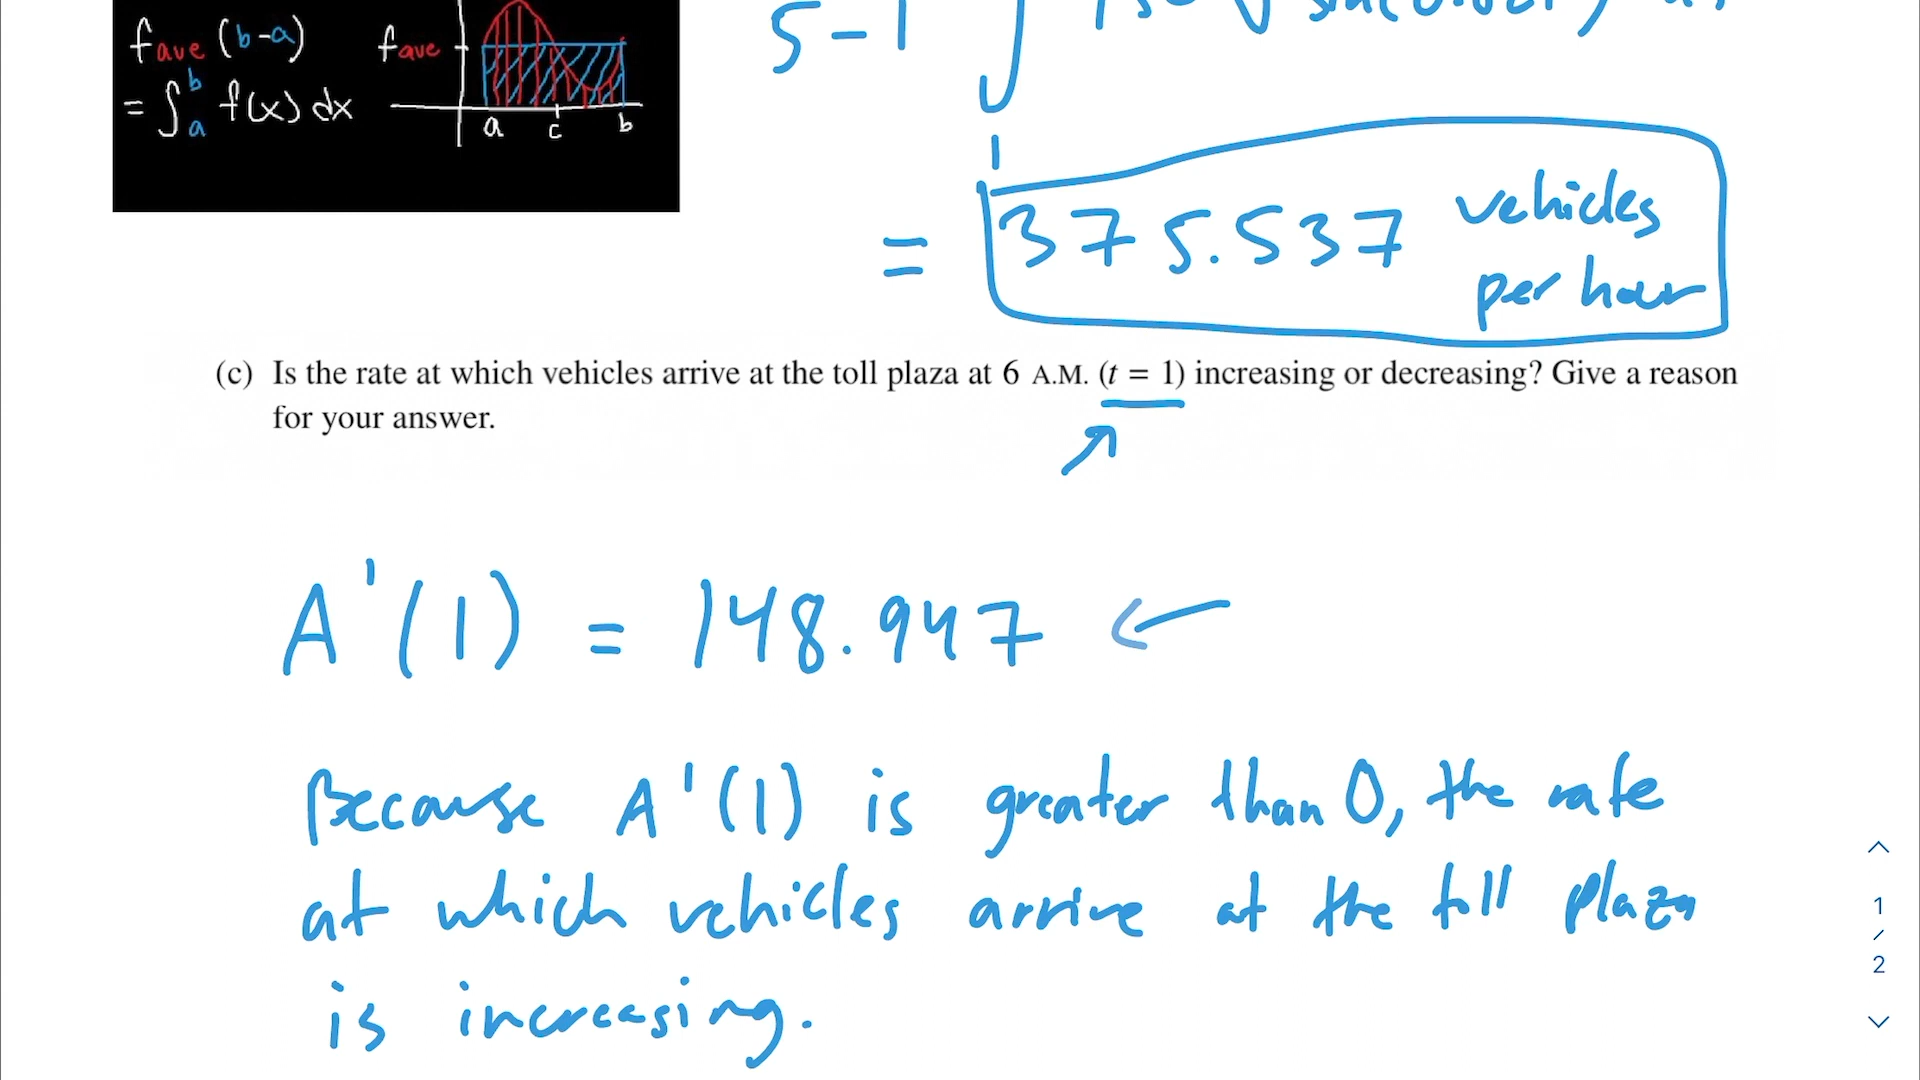 f_ave (b-a)
= ∫_a^b f(x) dx
f_ave
a c b
5-1
1
= 375.537 vehicles
per hour
(c) Is the rate at which vehicles arrive at the toll plaza at 6 A.M. (t = 1) increasing or decreasing? Give a reason
for your answer.
A'(1) = 148.947
Because A'(1) is greater than 0, the rate
at which vehicles arrive at the toll plaza
is increasing.
1
/
2